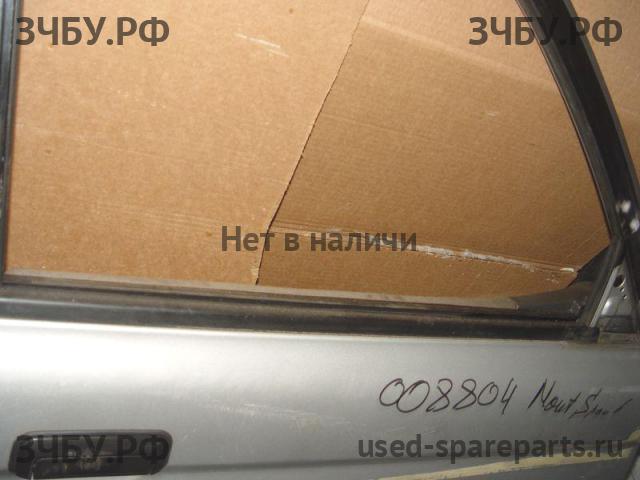 ЗЧБУ.РФ
ЗЧБУ.РФ
Нет в наличи
008804
ЗЧБУ.РФ
used-spareparts.ru